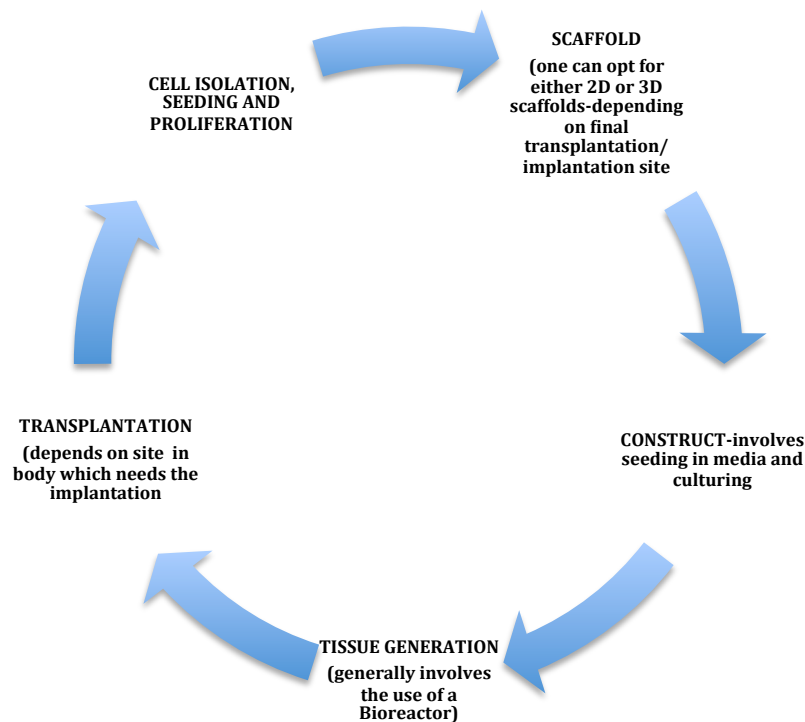 CELL ISOLATION,
SEEDING AND
PROLIFERATION
SCAFFOLD
(one can opt for
either 2D or 3D
scaffolds-depending
on final
transplantation/
implantation site
CONSTRUCT-involves
seeding in media and
culturing
TISSUE GENERATION
(generally involves
the use of a
Bioreactor)
TRANSPLANTATION
(depends on site in
body which needs the
implantation